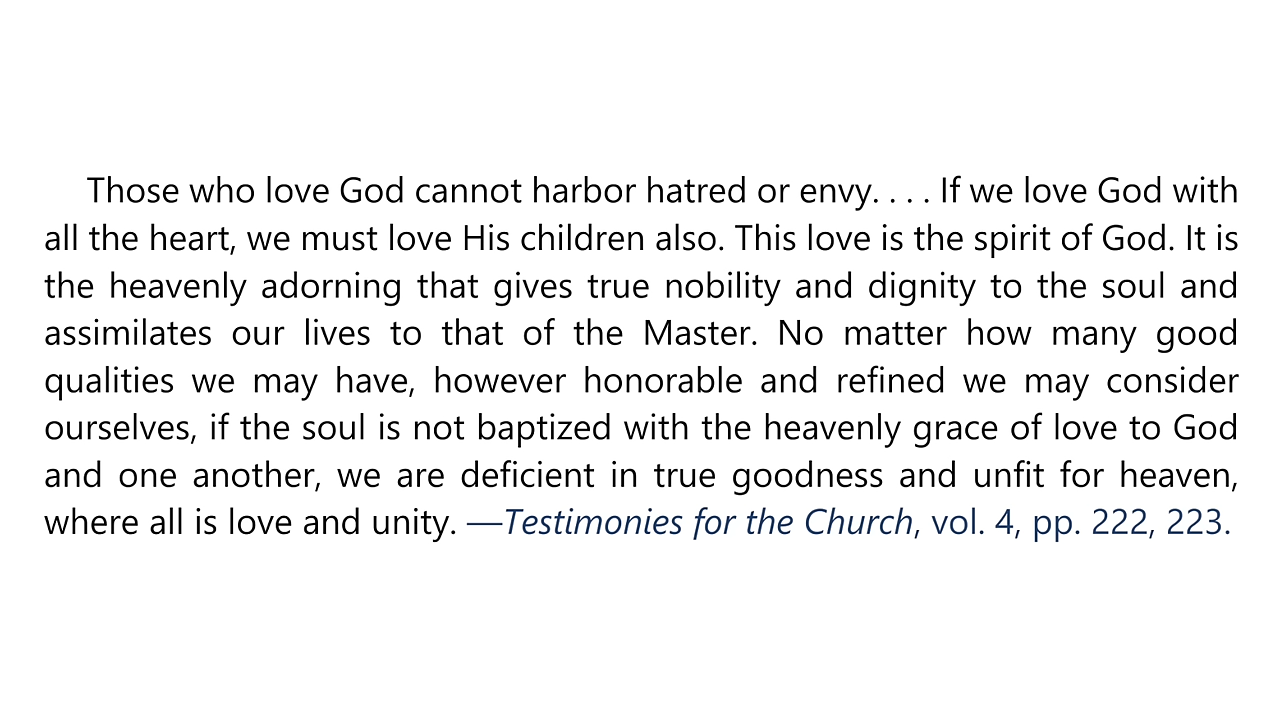 Those who love God cannot harbor hatred or envy. . . . If we love God with
all the heart, we must love His children also. This love is the spirit of God. It is
the heavenly adorning that gives true nobility and dignity to the soul and
assimilates our lives to that of the Master. No matter how many good
qualities we may have, however honorable and refined we may consider
ourselves, if the soul is not baptized with the heavenly grace of love to God
and one another, we are deficient in true goodness and unfit for heaven,
where all is love and unity. —Testimonies for the Church, vol. 4, pp. 222, 223.